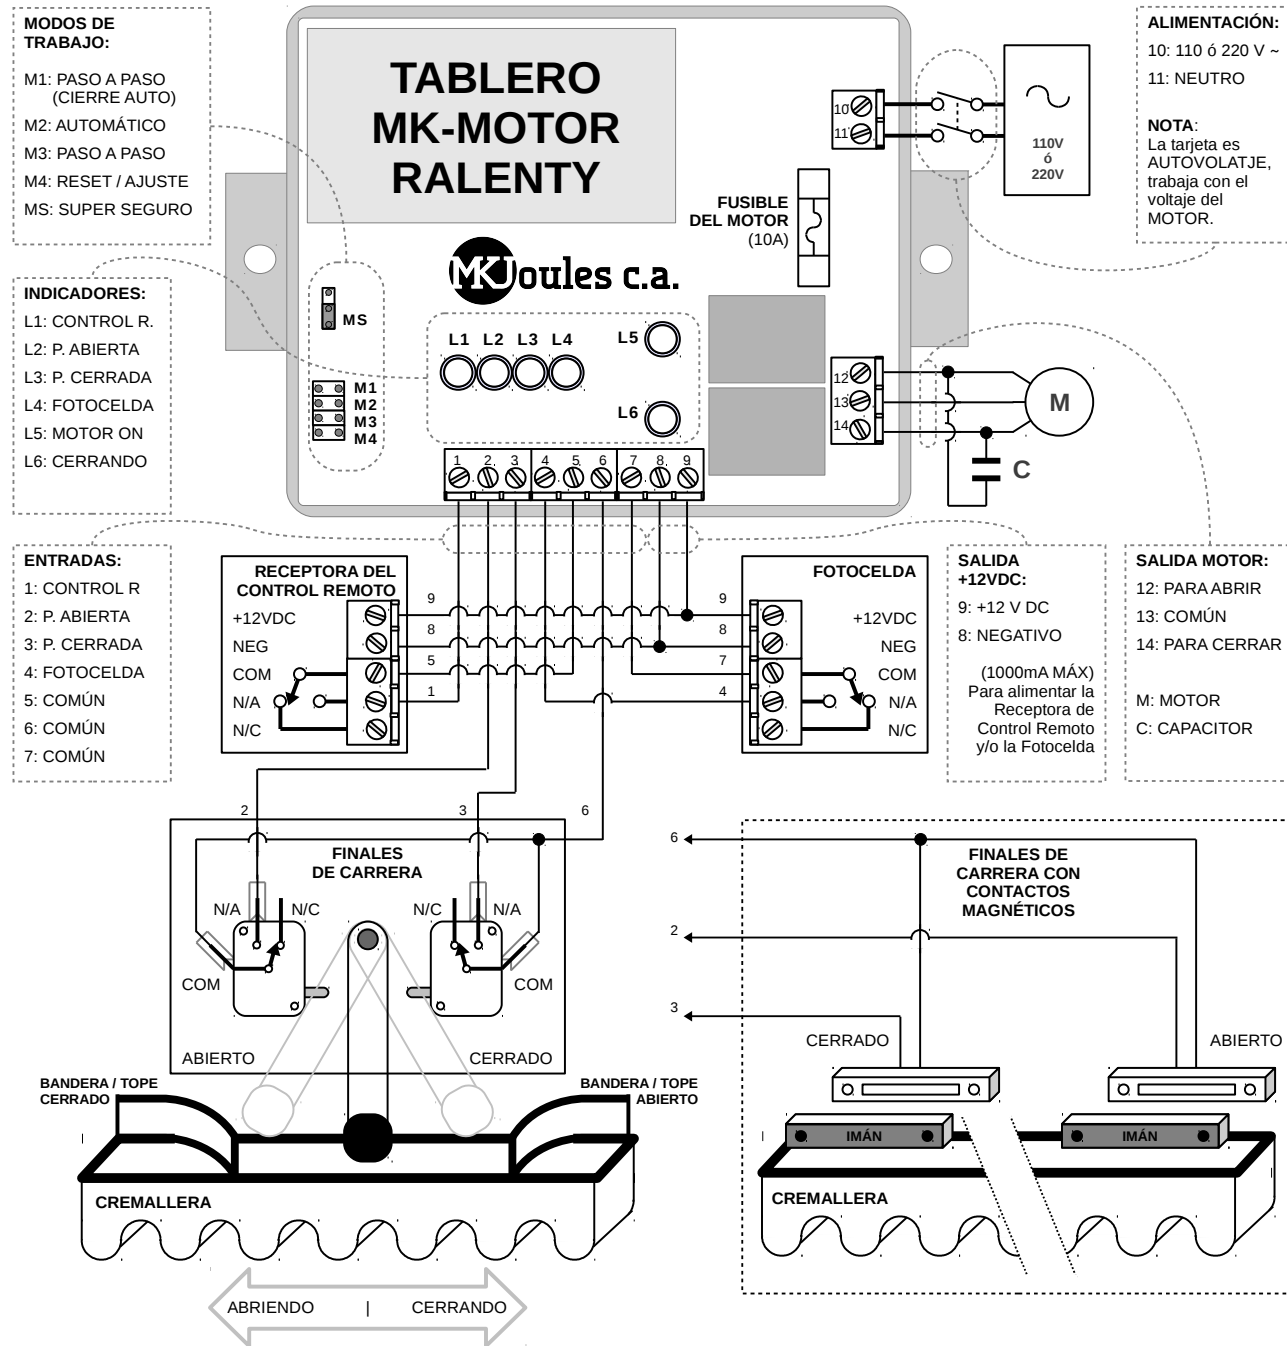 MODOS DE
TRABAJO:
M1: PASO A PASO
(CIERRE AUTO)
M2: AUTOMÁTICO
M3: PASO A PASO
M4: RESET / AJUSTE
MS: SUPER SEGURO
TABLERO
MK-MOTOR
RALENTY
MKJoules c.a.
FUSIBLE
DEL MOTOR
(10A)
10
11
110V
ó
220V
ALIMENTACIÓN:
10: 110 ó 220 V ~
11: NEUTRO
NOTA:
La tarjeta es
AUTOVOLATJE,
trabaja con el
voltaje del
MOTOR.
INDICADORES:
L1: CONTROL R.
L2: P. ABIERTA
L3: P. CERRADA
L4: FOTOCELDA
L5: MOTOR ON
L6: CERRANDO
MS
M1
M2
M3
M4
L1 L2 L3 L4
L5
L6
12
13
14
M
C
1 2 3 4 5 6 7 8 9
ENTRADAS:
1: CONTROL R
2: P. ABIERTA
3: P. CERRADA
4: FOTOCELDA
5: COMÚN
6: COMÚN
7: COMÚN
RECEPTORA DEL
CONTROL REMOTO
+12VDC
NEG
COM
N/A
N/C
9
8
5
1
9
8
7
4
FOTOCELDA
+12VDC
NEG
COM
N/A
N/C
SALIDA
+12VDC:
9: +12 V DC
8: NEGATIVO
(1000mA MÁX)
Para alimentar la
Receptora de
Control Remoto
y/o la Fotocelda
SALIDA MOTOR:
12: PARA ABRIR
13: COMÚN
14: PARA CERRAR
M: MOTOR
C: CAPACITOR
2
3
6
FINALES
DE CARRERA
N/A
N/C
N/C
N/A
COM
COM
ABIERTO
CERRADO
BANDERA / TOPE
CERRADO
BANDERA / TOPE
ABIERTO
CREMALLERA
ABRIENDO | CERRANDO
6
2
3
FINALES DE
CARRERA CON
CONTACTOS
MAGNÉTICOS
CERRADO
ABIERTO
IMÁN
IMÁN
CREMALLERA